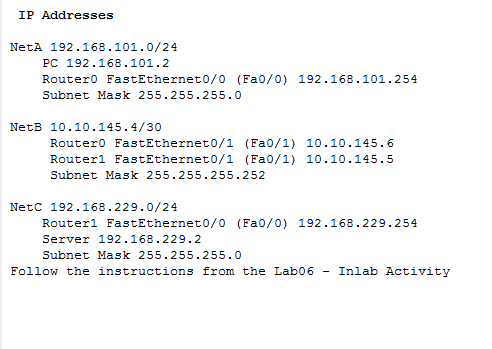 IP Addresses
NetA 192.168.101.0/24
PC 192.168.101.2
Router0 FastEthernet0/0 (Fa0/0) 192.168.101.254
Subnet Mask 255.255.255.0
NetB 10.10.145.4/30
Router0 FastEthernet0/1 (Fa0/1) 10.10.145.6
Router1 FastEthernet0/1 (Fa0/1) 10.10.145.5
Subnet Mask 255.255.255.252
NetC 192.168.229.0/24
Router1 FastEthernet0/0 (Fa0/0) 192.168.229.254
Server 192.168.229.2
Subnet Mask 255.255.255.0
Follow the instructions from the Lab06 - Inlab Activity